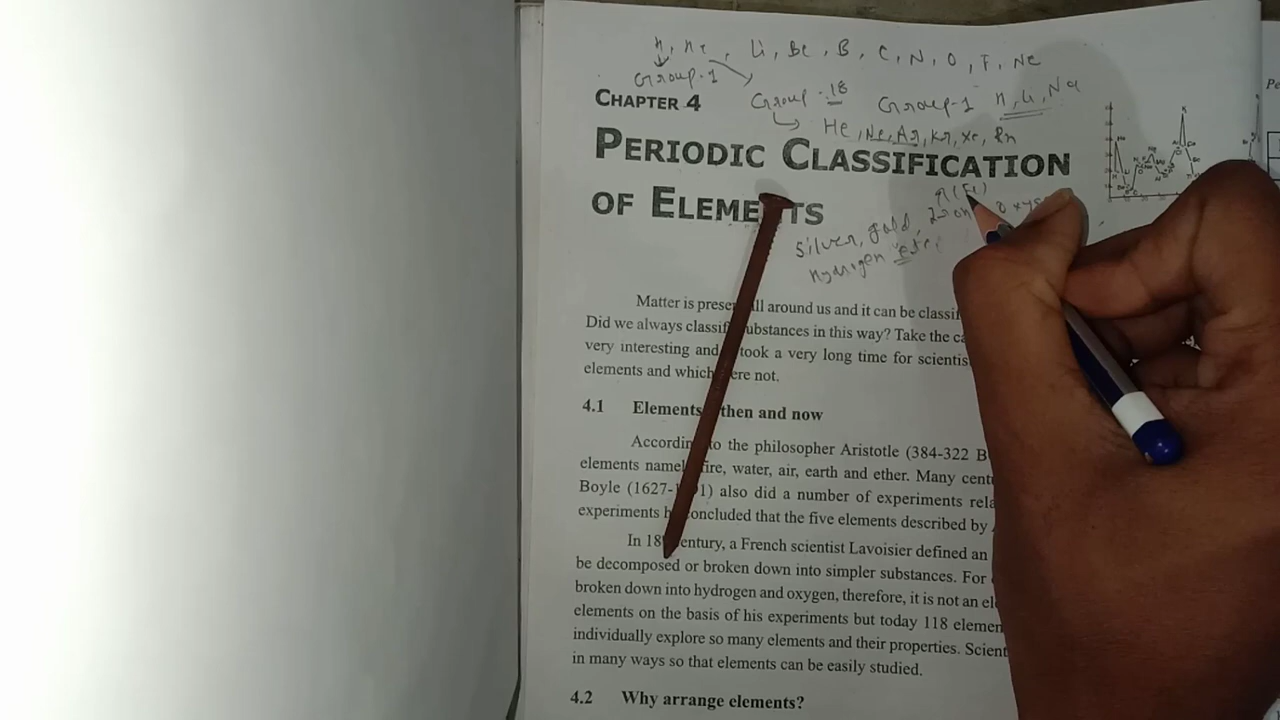 H, He, Li, Be, B, C, N, O, F, Ne
Group-1
CHAPTER 4
Group-18
Group-1 H, Li, Na
He, Ne, Ar, Kr, Xe, Rn
PERIODIC CLASSIFICATION
OF ELEMENTS
Silver, gold,
Hydrogen etc.
Matter is prese all around us and it can be classif
Did we always classif ubstances in this way? Take the ca
very interesting and took a very long time for scientis
elements and which ere not.
4.1 Elements then and now
Accordin to the philosopher Aristotle (384-322 B
elements namel fire, water, air, earth and ether. Many cent
Boyle (1627- 91) also did a number of experiments rela
experiments h concluded that the five elements described by
In 18 entury, a French scientist Lavoisier defined an
be decomposed or broken down into simpler substances. For
broken down into hydrogen and oxygen, therefore, it is not an el
elements on the basis of his experiments but today 118 elemen
individually explore so many elements and their properties. Scient
in many ways so that elements can be easily studied.
4.2 Why arrange elements?